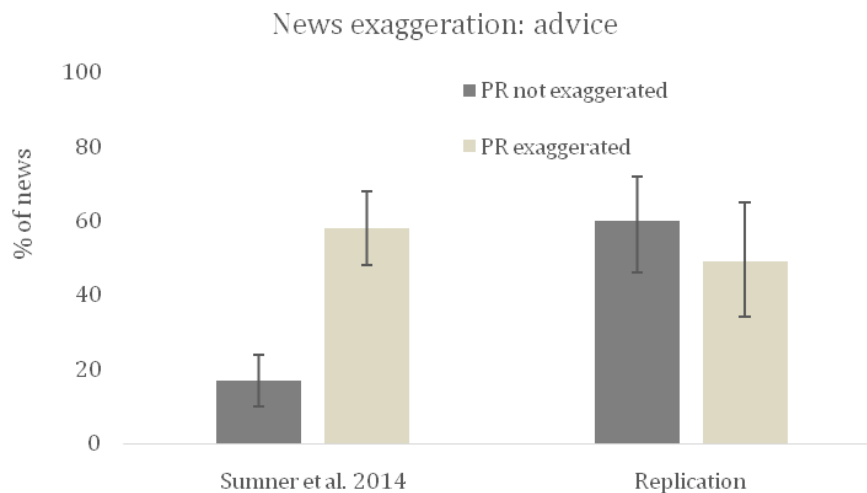 News exaggeration: advice
100
PR not exaggerated
80
PR exaggerated
60
% of news
40
20
0
Sumner et al. 2014 Replication